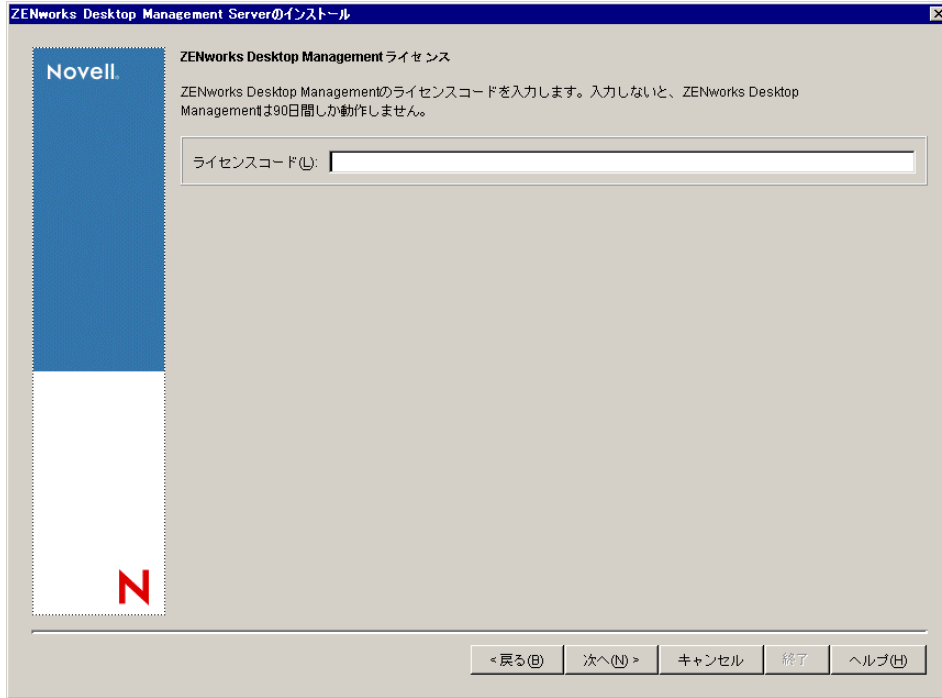 ZENworks Desktop Management Serverのインストール
Novell.
ZENworks Desktop Managementライセンス
ZENworks Desktop Managementのライセンスコードを入力します。入力しないと、ZENworks Desktop
Managementは90日間しか動作しません。
ライセンスコード(L):
N
<戻る(B)
次へ(N) >
キャンセル
終了
ヘルプ(H)